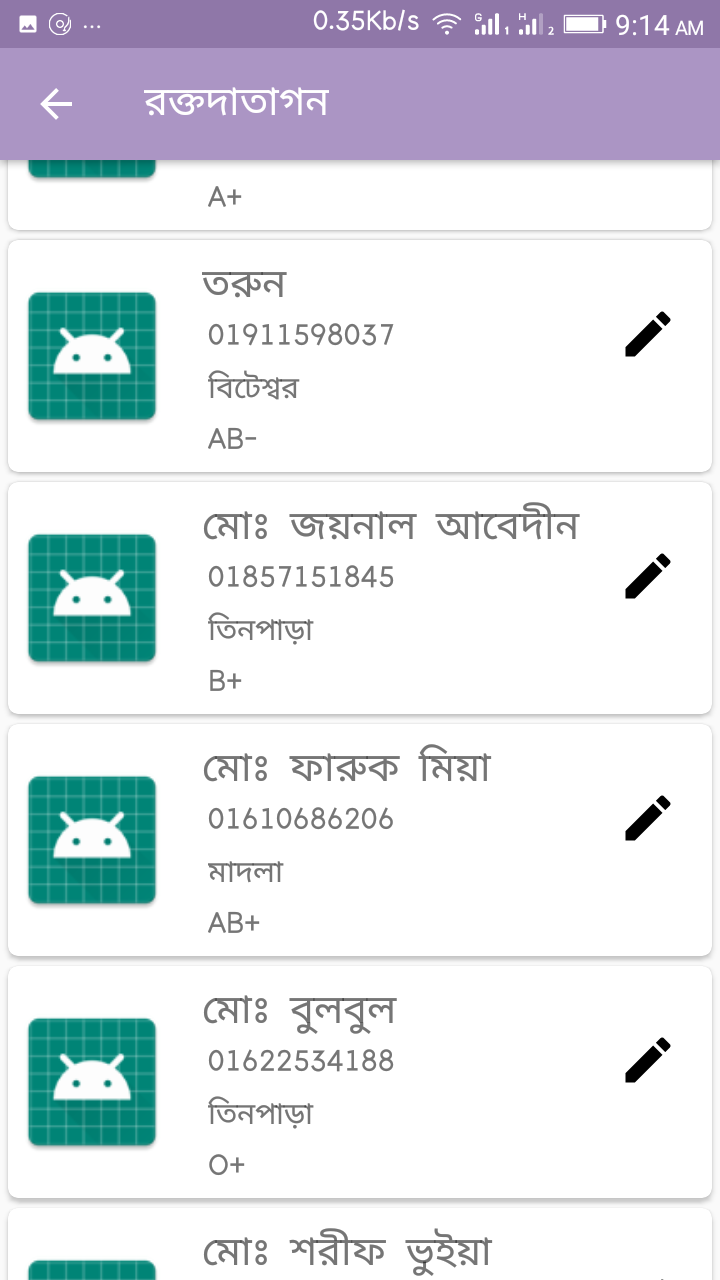 0.35Kb/s G 1 H 2 9:14 AM
রক্তদাতাগন
A+
তরুন
01911598037
বিটেশ্বর
AB-
মোঃ জয়নাল আবেদীন
01857151845
তিনপাড়া
B+
মোঃ ফারুক মিয়া
01610686206
মাদলা
AB+
মোঃ বুলবুল
01622534188
তিনপাড়া
O+
মোঃ শরীফ ভুইয়া